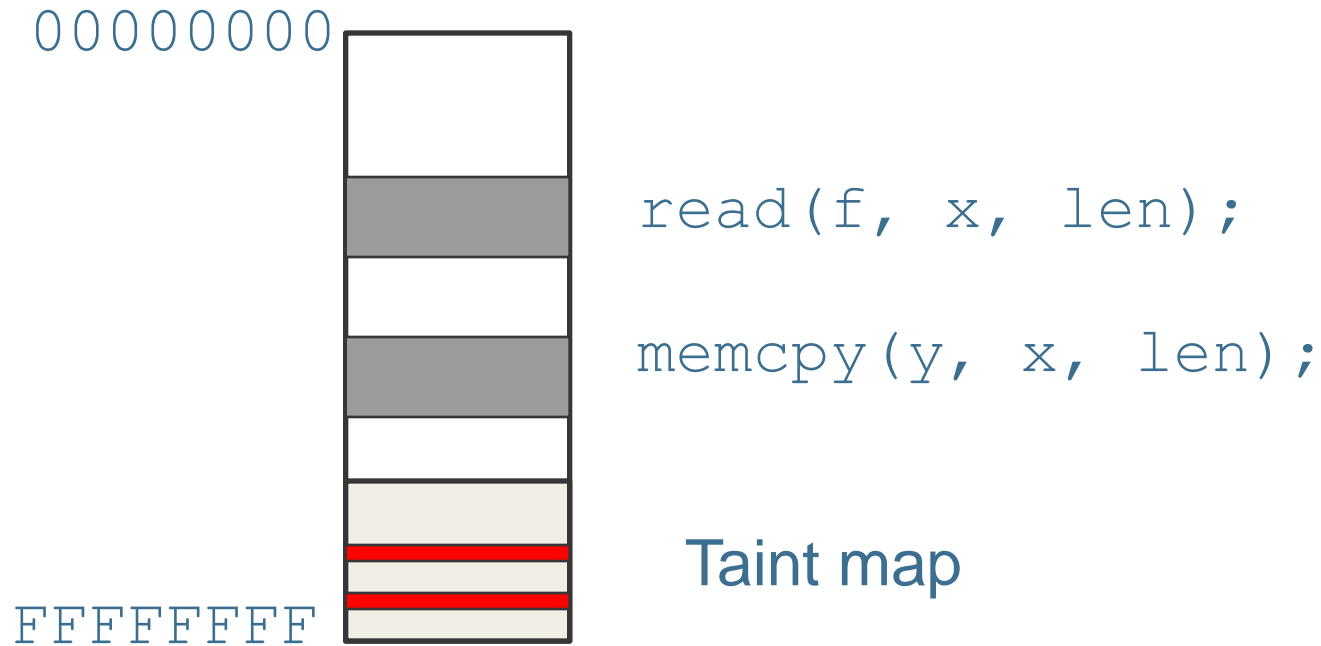 00000000
read(f, x, len);
memcpy(y, x, len);
Taint map
FFFFFFFF